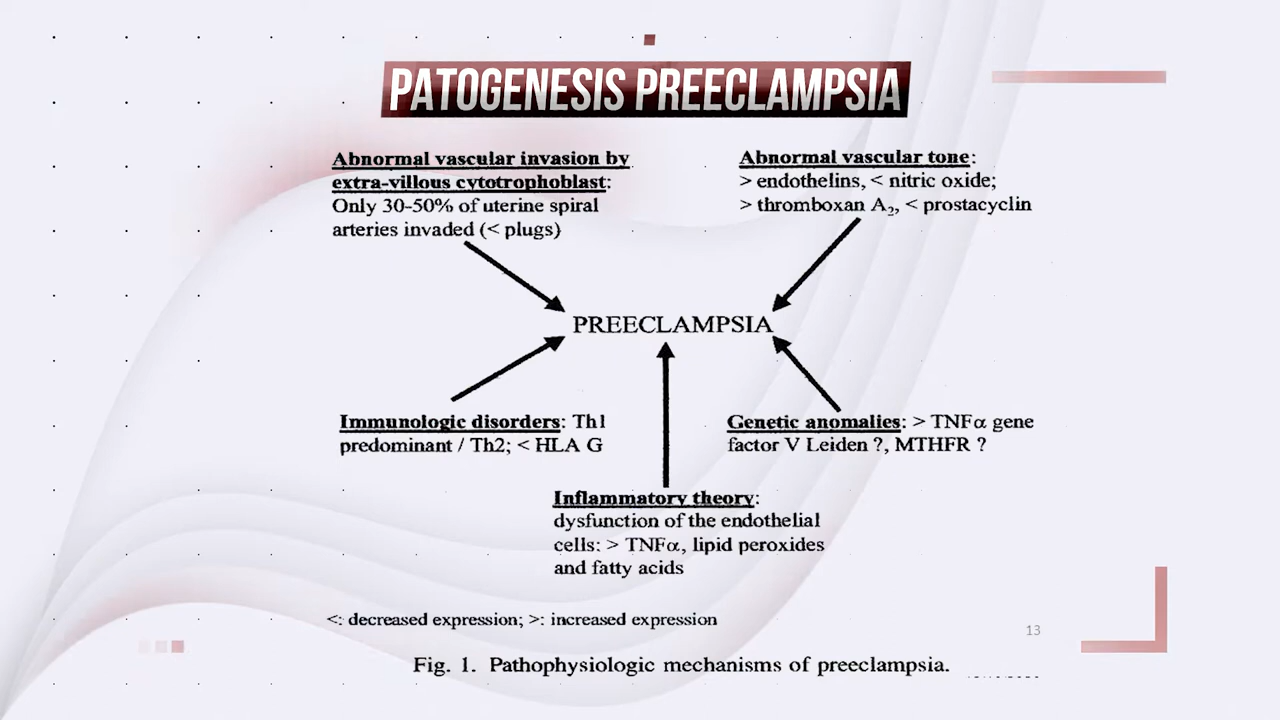 PATOGENESIS PREECLAMPSIA
Abnormal vascular invasion by
extra-villous cytotrophoblast:
Only 30-50% of uterine spiral
arteries invaded (< plugs)
Abnormal vascular tone:
> endothelins, < nitric oxide;
> thromboxan A₂, < prostacyclin
PREECLAMPSIA
Immunologic disorders: Th1
predominant / Th2; < HLA G
Genetic anomalies: > TNFα gene
factor V Leiden ?, MTHFR ?
Inflammatory theory:
dysfunction of the endothelial
cells: > TNFα, lipid peroxides
and fatty acids
<: decreased expression; >: increased expression
13
Fig. 1. Pathophysiologic mechanisms of preeclampsia.